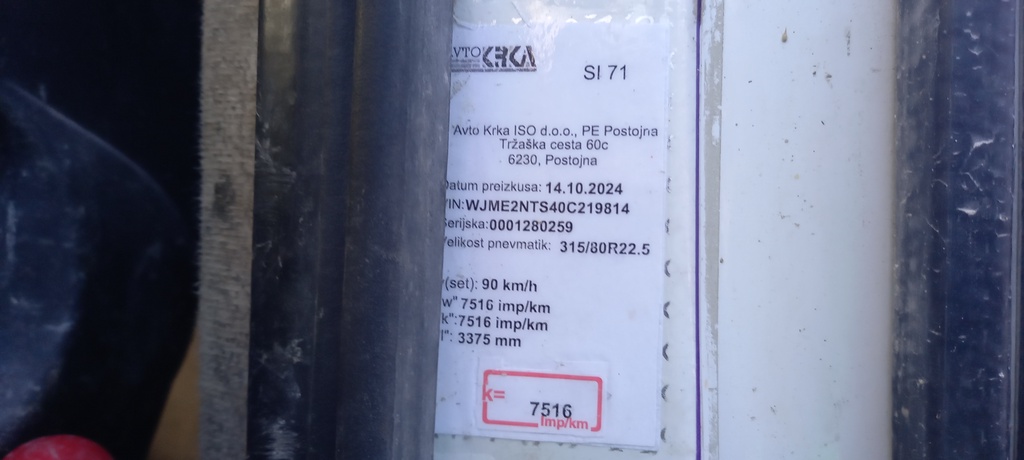 AVTO KRKA
SI 71
Avto Krka ISO d.o.o., PE Postojna
Tržaška cesta 60c
6230, Postojna
Datum preizkusa: 14.10.2024
VIN:WJME2NTS40C219814
Serijska:0001280259
Velikost pnevmatik: 315/80R22.5
v(set): 90 km/h
"w" 7516 imp/km
"k":7516 imp/km
"l": 3375 mm
k=
7516
imp/km